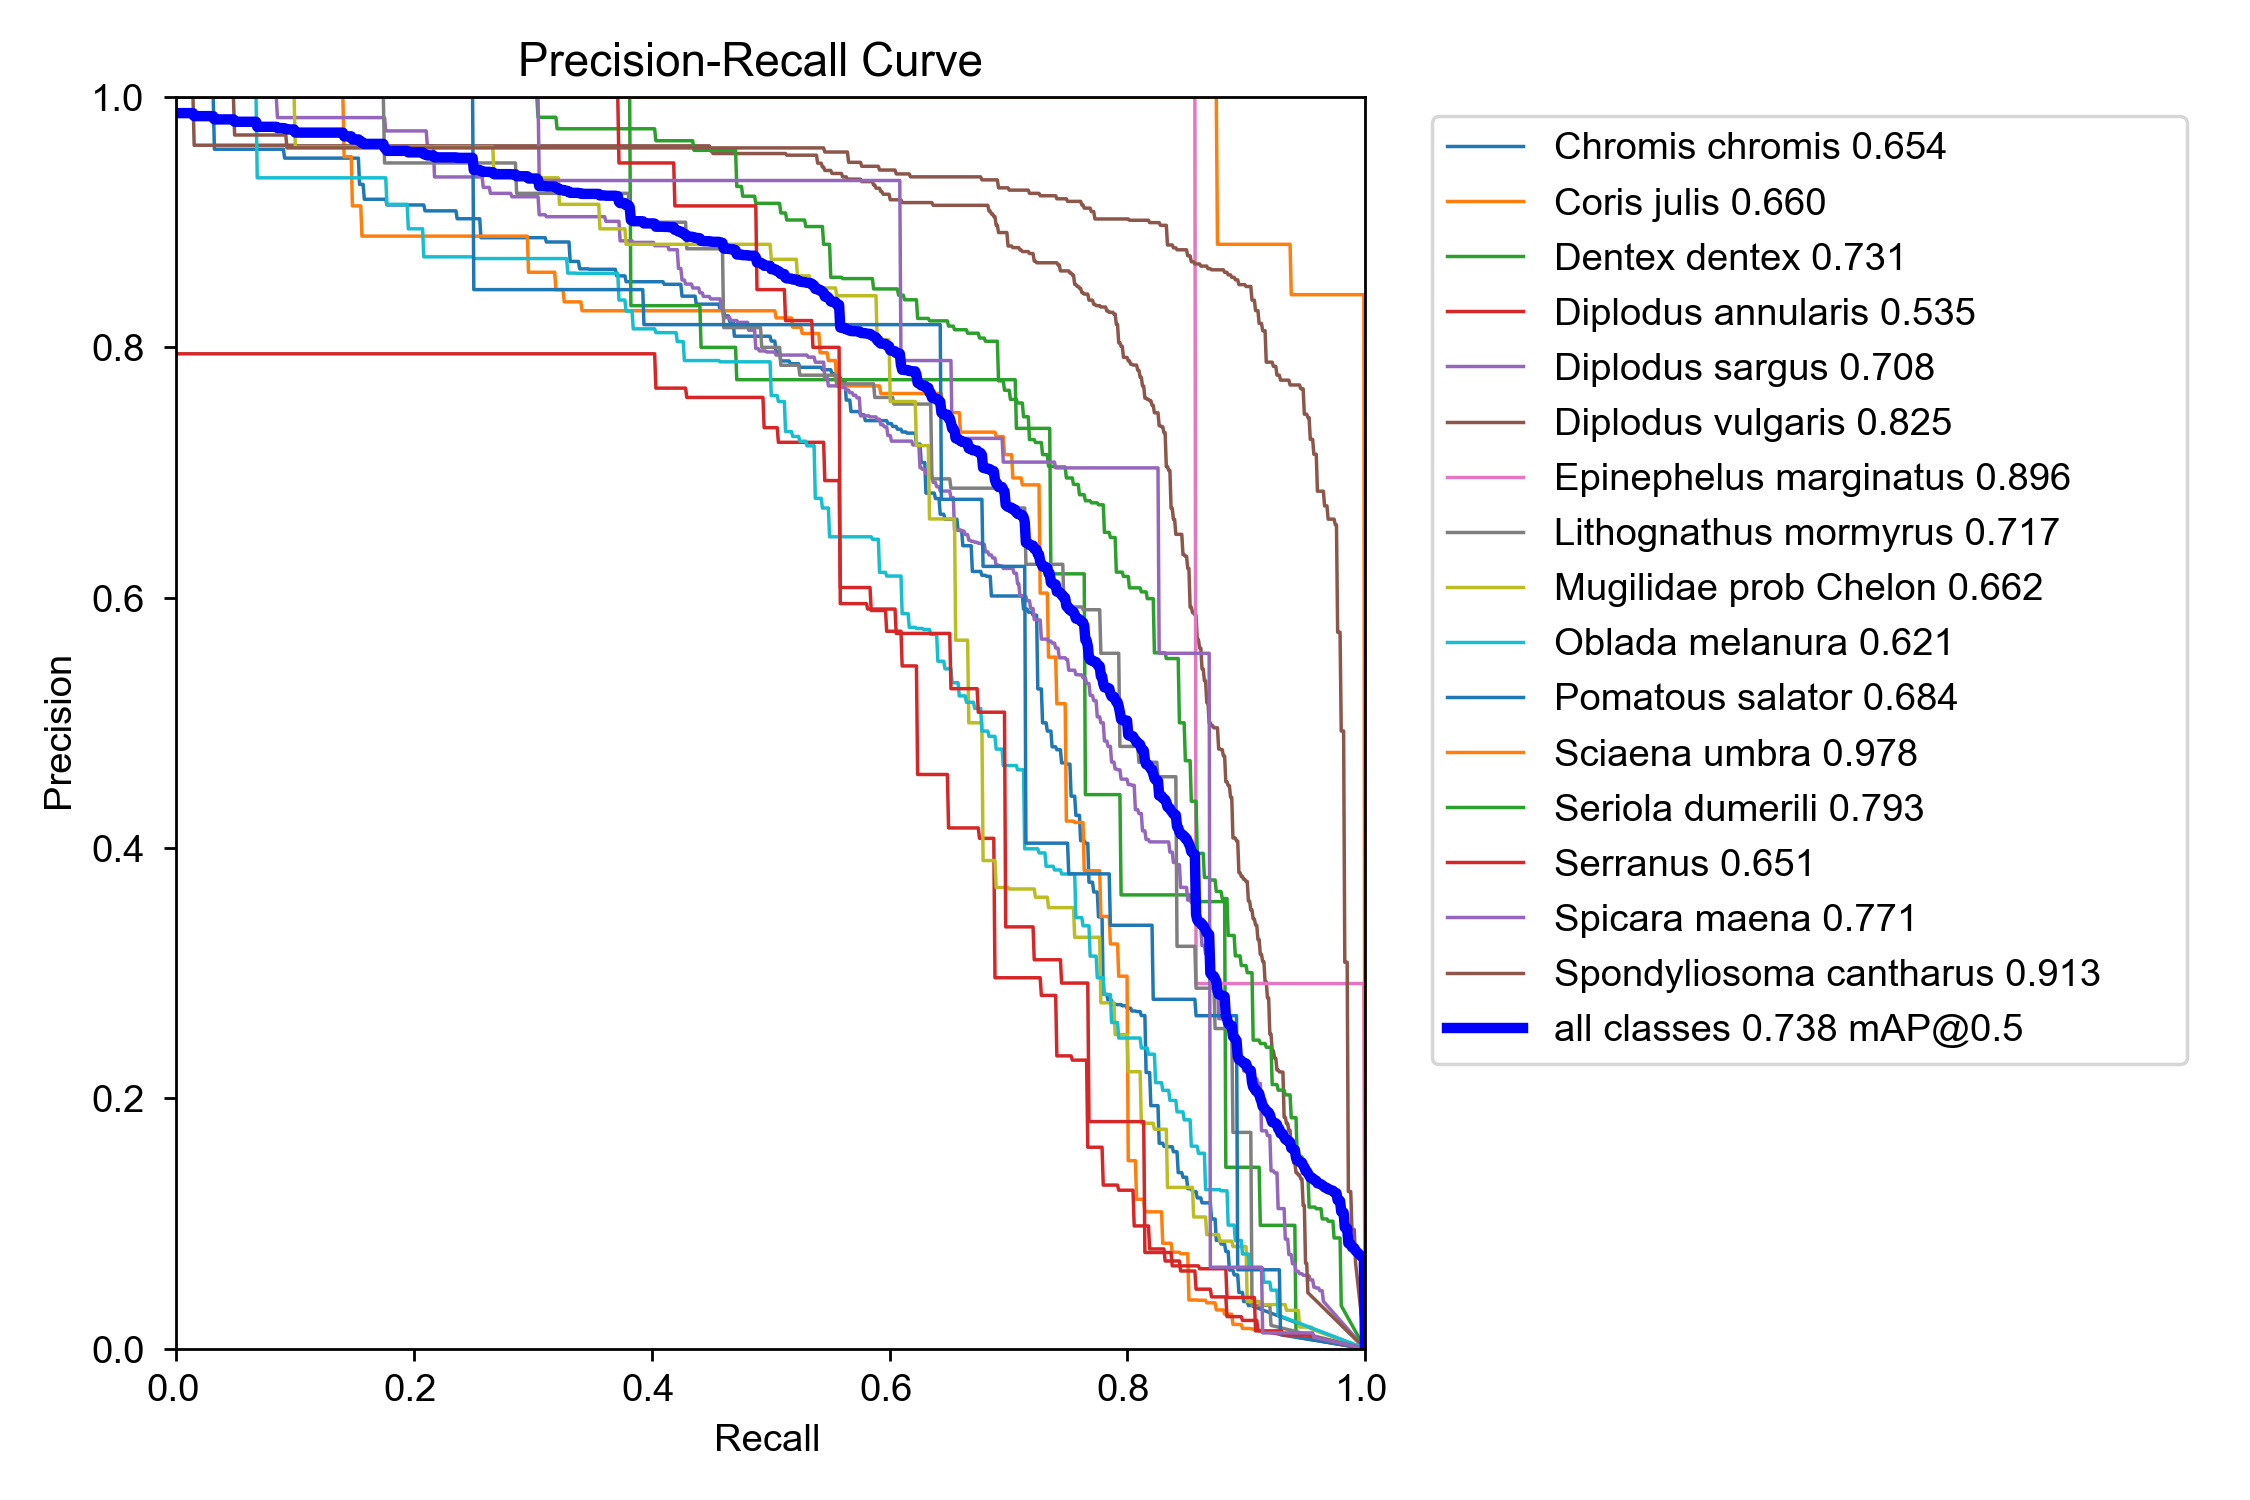 Precision-Recall Curve
1.0
0.8
0.6
0.4
0.2
0.0
Precision
0.0 0.2 0.4 0.6 0.8 1.0
Recall
Chromis chromis 0.654
Coris julis 0.660
Dentex dentex 0.731
Diplodus annularis 0.535
Diplodus sargus 0.708
Diplodus vulgaris 0.825
Epinephelus marginatus 0.896
Lithognathus mormyrus 0.717
Mugilidae prob Chelon 0.662
Oblada melanura 0.621
Pomatous salator 0.684
Sciaena umbra 0.978
Seriola dumerili 0.793
Serranus 0.651
Spicara maena 0.771
Spondyliosoma cantharus 0.913
all classes 0.738 mAP@0.5